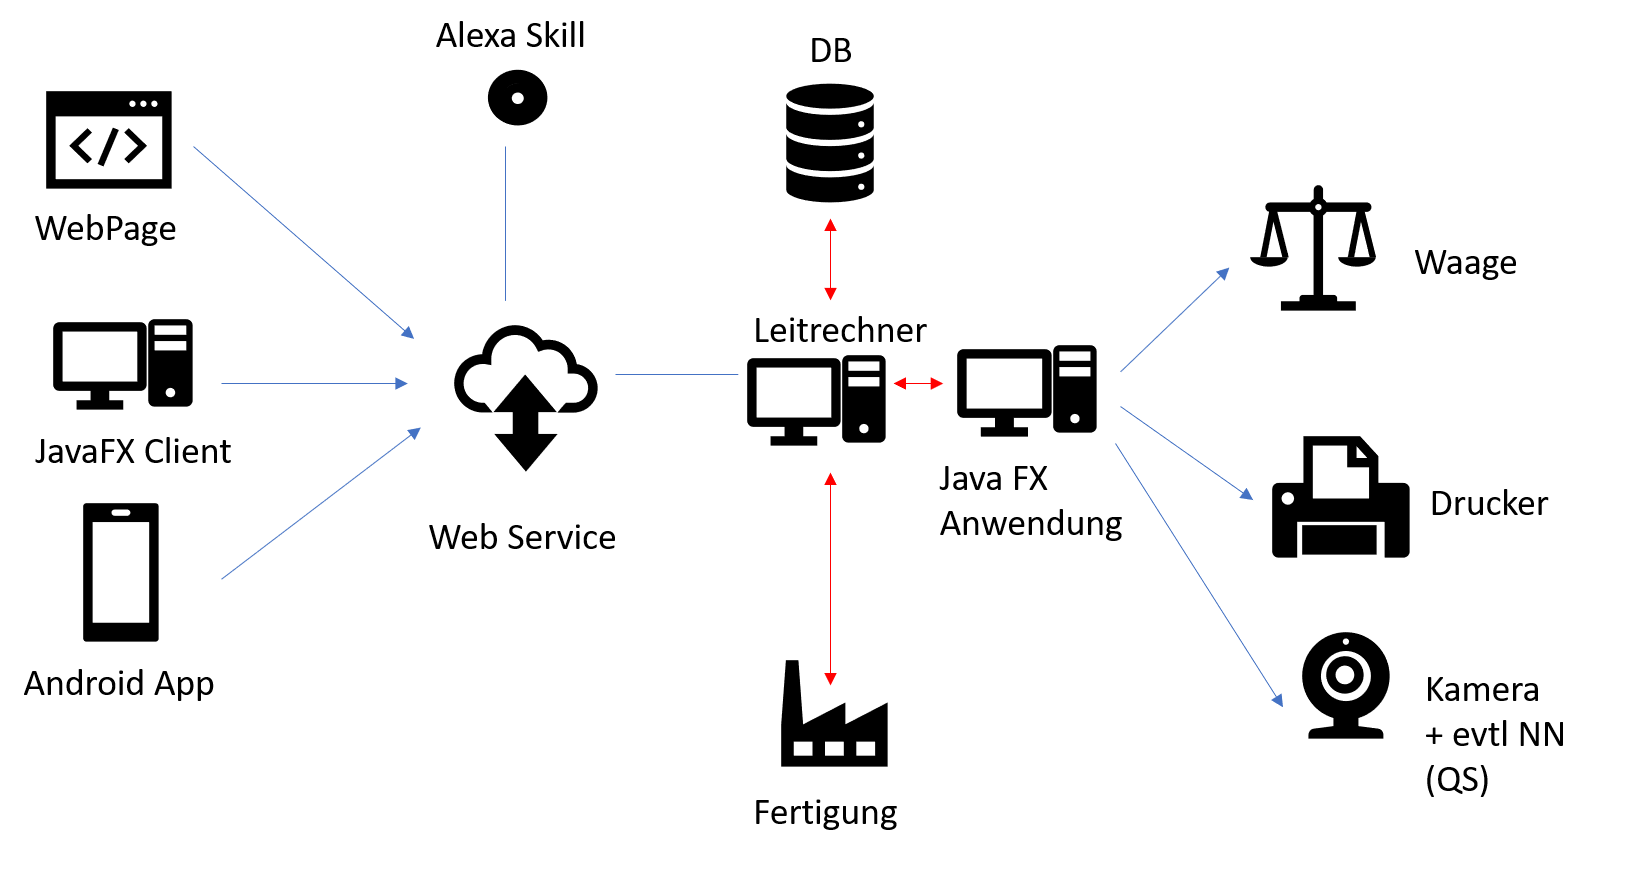 Alexa Skill
DB
WebPage
Waage
Leitrechner
JavaFX Client
Java FX
Anwendung
Drucker
Web Service
Android App
Kamera
+ evtl NN
(QS)
Fertigung